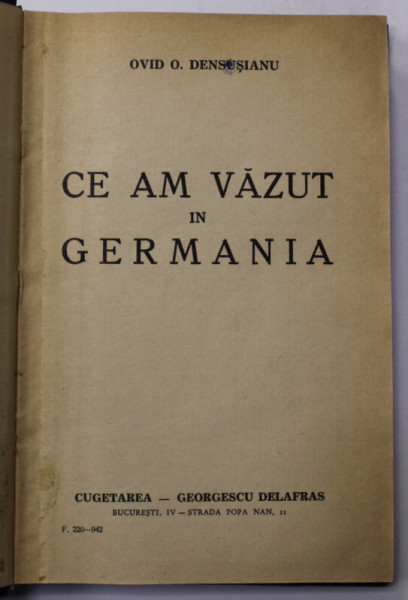 OVID O. DENSUȘIANU
CE AM VĂZUT
IN
GERMANIA
CUGETAREA — GEORGESCU DELAFRAS
BUCUREȘTI, IV — STRADA POPA NAN, 21
F. 220—942